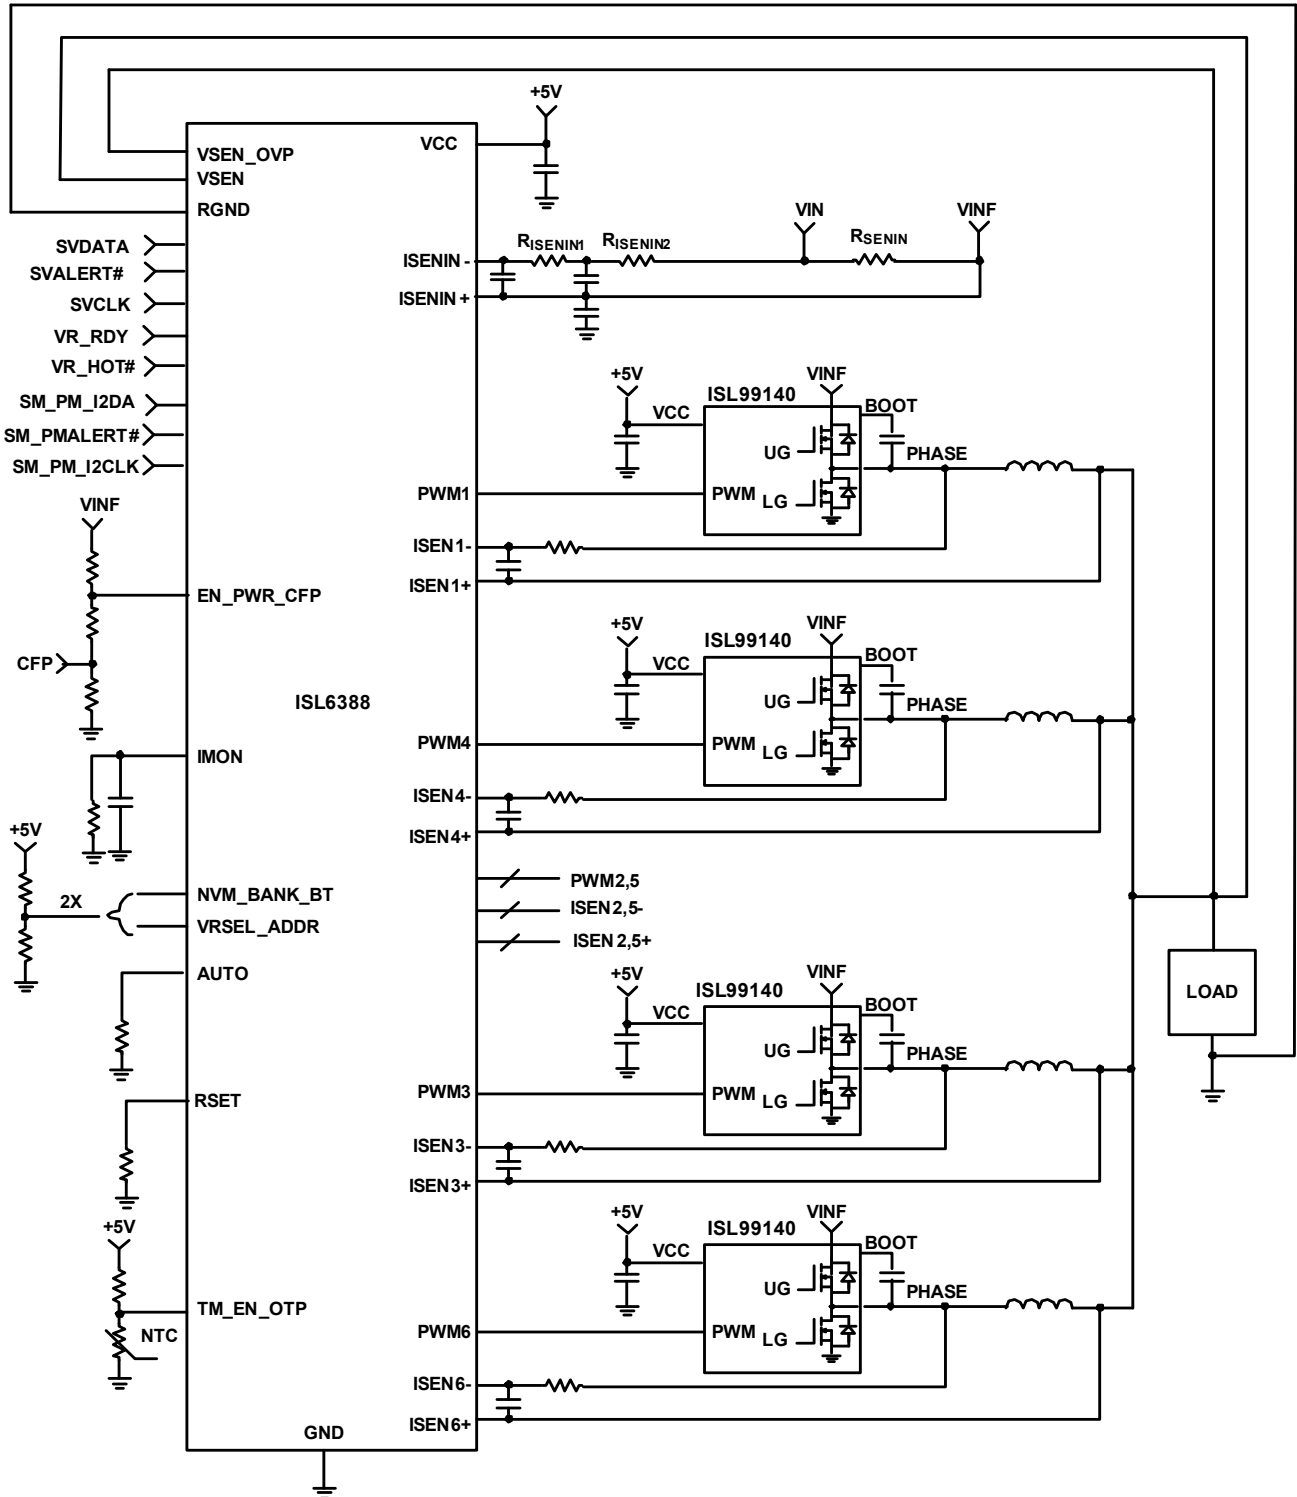 +5V
VSEN_OVP
VCC
VSEN
RGND
VIN
VINF
SVDATA
SVALERT#
SVCLK
VR_RDY
VR_HOT#
SM_PM_I2DA
SM_PMALERT#
SM_PM_I2CLK
ISENIN-
RISENIN1
RISENIN2
RSENIN
ISENIN+
+5V
ISL99140
VINF
BOOT
VCC
UG
PHASE
PWM1
PWM
LG
ISEN1-
ISEN1+
VINF
EN_PWR_CFP
CFP
ISL6388
+5V
ISL99140
VINF
BOOT
VCC
UG
PHASE
PWM4
PWM
LG
IMON
ISEN4-
ISEN4+
+5V
2X
NVM_BANK_BT
VRSEL_ADDR
PWM2,5
ISEN2,5-
ISEN2,5+
AUTO
+5V
ISL99140
VINF
BOOT
VCC
UG
PHASE
LOAD
RSET
PWM3
PWM
LG
ISEN3-
ISEN3+
+5V
+5V
ISL99140
VINF
BOOT
VCC
UG
PHASE
TM_EN_OTP
NTC
PWM6
PWM
LG
ISEN6-
ISEN6+
GND